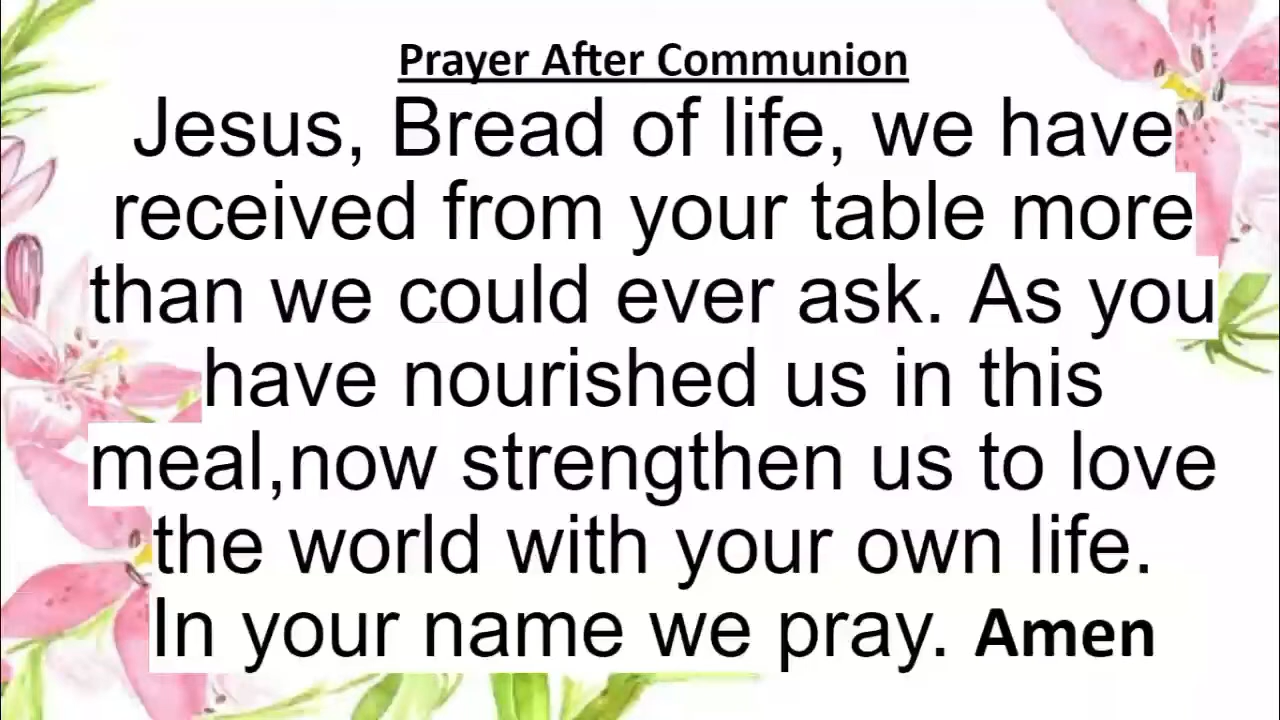 Prayer After Communion
Jesus, Bread of life, we have
received from your table more
than we could ever ask. As you
have nourished us in this
meal,now strengthen us to love
the world with your own life.
In your name we pray. Amen